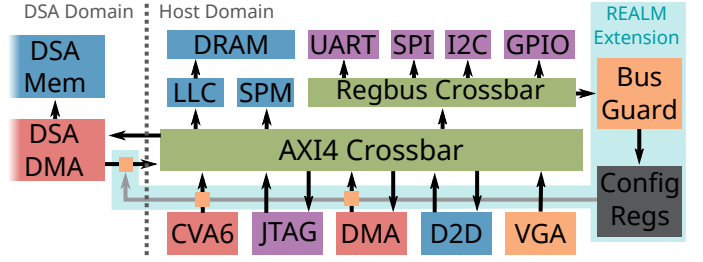 DSA Domain
Host Domain
REALM
Extension
DSA
Mem
DRAM
UART
SPI
I2C
GPIO
LLC
SPM
Regbus Crossbar
Bus
Guard
DSA
DMA
AXI4 Crossbar
Config
Regs
CVA6
JTAG
DMA
D2D
VGA